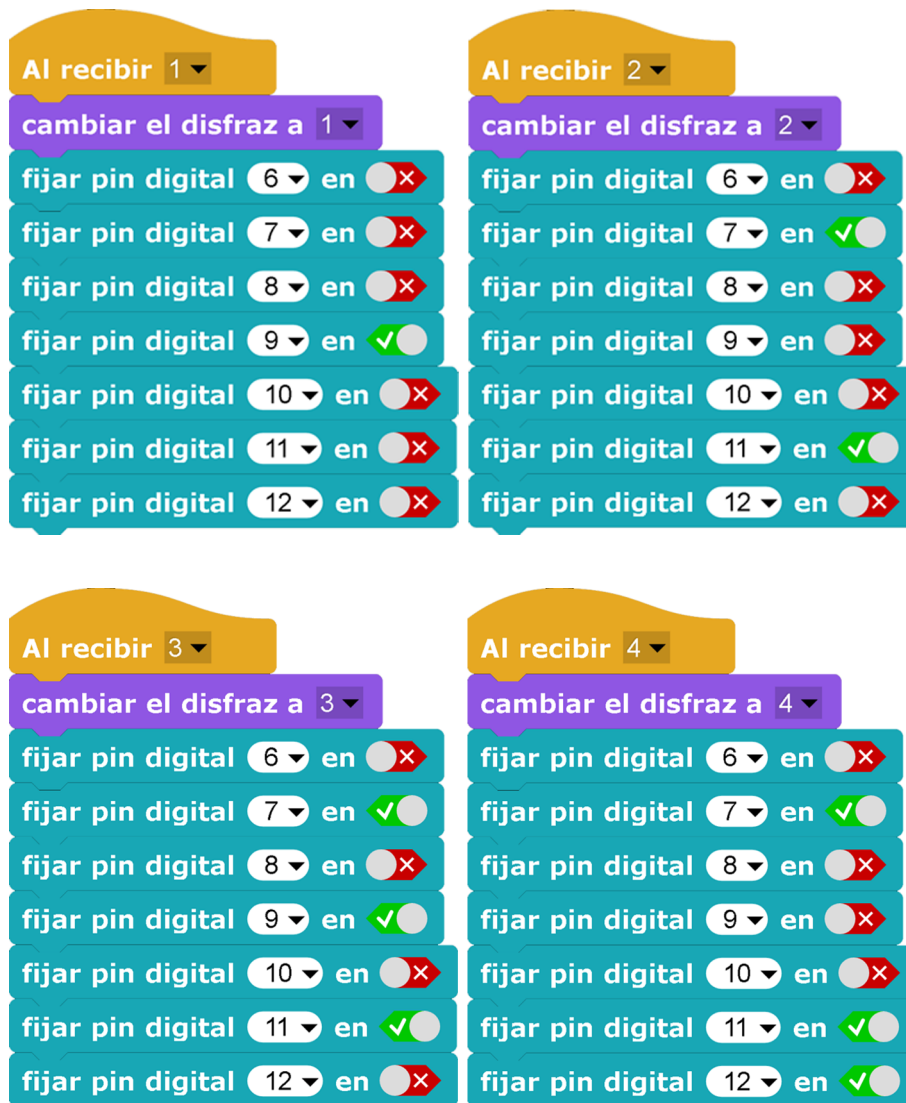 Al recibir 1
cambiar el disfraz a 1
fijar pin digital 6 en
fijar pin digital 7 en
fijar pin digital 8 en
fijar pin digital 9 en
fijar pin digital 10 en
fijar pin digital 11 en
fijar pin digital 12 en
Al recibir 2
cambiar el disfraz a 2
fijar pin digital 6 en
fijar pin digital 7 en
fijar pin digital 8 en
fijar pin digital 9 en
fijar pin digital 10 en
fijar pin digital 11 en
fijar pin digital 12 en
Al recibir 3
cambiar el disfraz a 3
fijar pin digital 6 en
fijar pin digital 7 en
fijar pin digital 8 en
fijar pin digital 9 en
fijar pin digital 10 en
fijar pin digital 11 en
fijar pin digital 12 en
Al recibir 4
cambiar el disfraz a 4
fijar pin digital 6 en
fijar pin digital 7 en
fijar pin digital 8 en
fijar pin digital 9 en
fijar pin digital 10 en
fijar pin digital 11 en
fijar pin digital 12 en